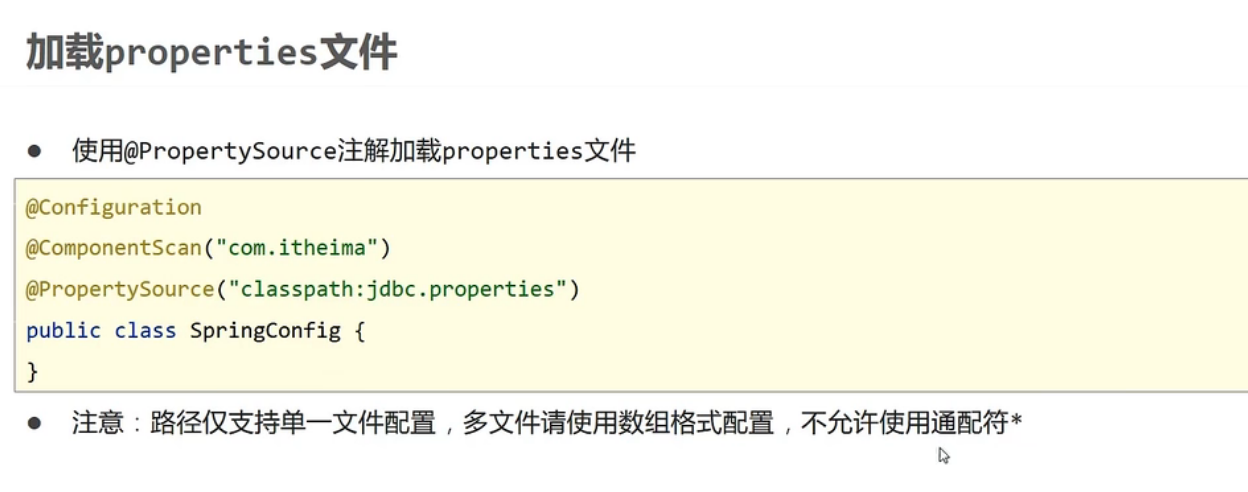 加载properties文件
● 使用@PropertySource注解加载properties文件
@Configuration
@ComponentScan("com.itheima")
@PropertySource("classpath:jdbc.properties")
public class SpringConfig {
}
● 注意：路径仅支持单一文件配置，多文件请使用数组格式配置，不允许使用通配符*